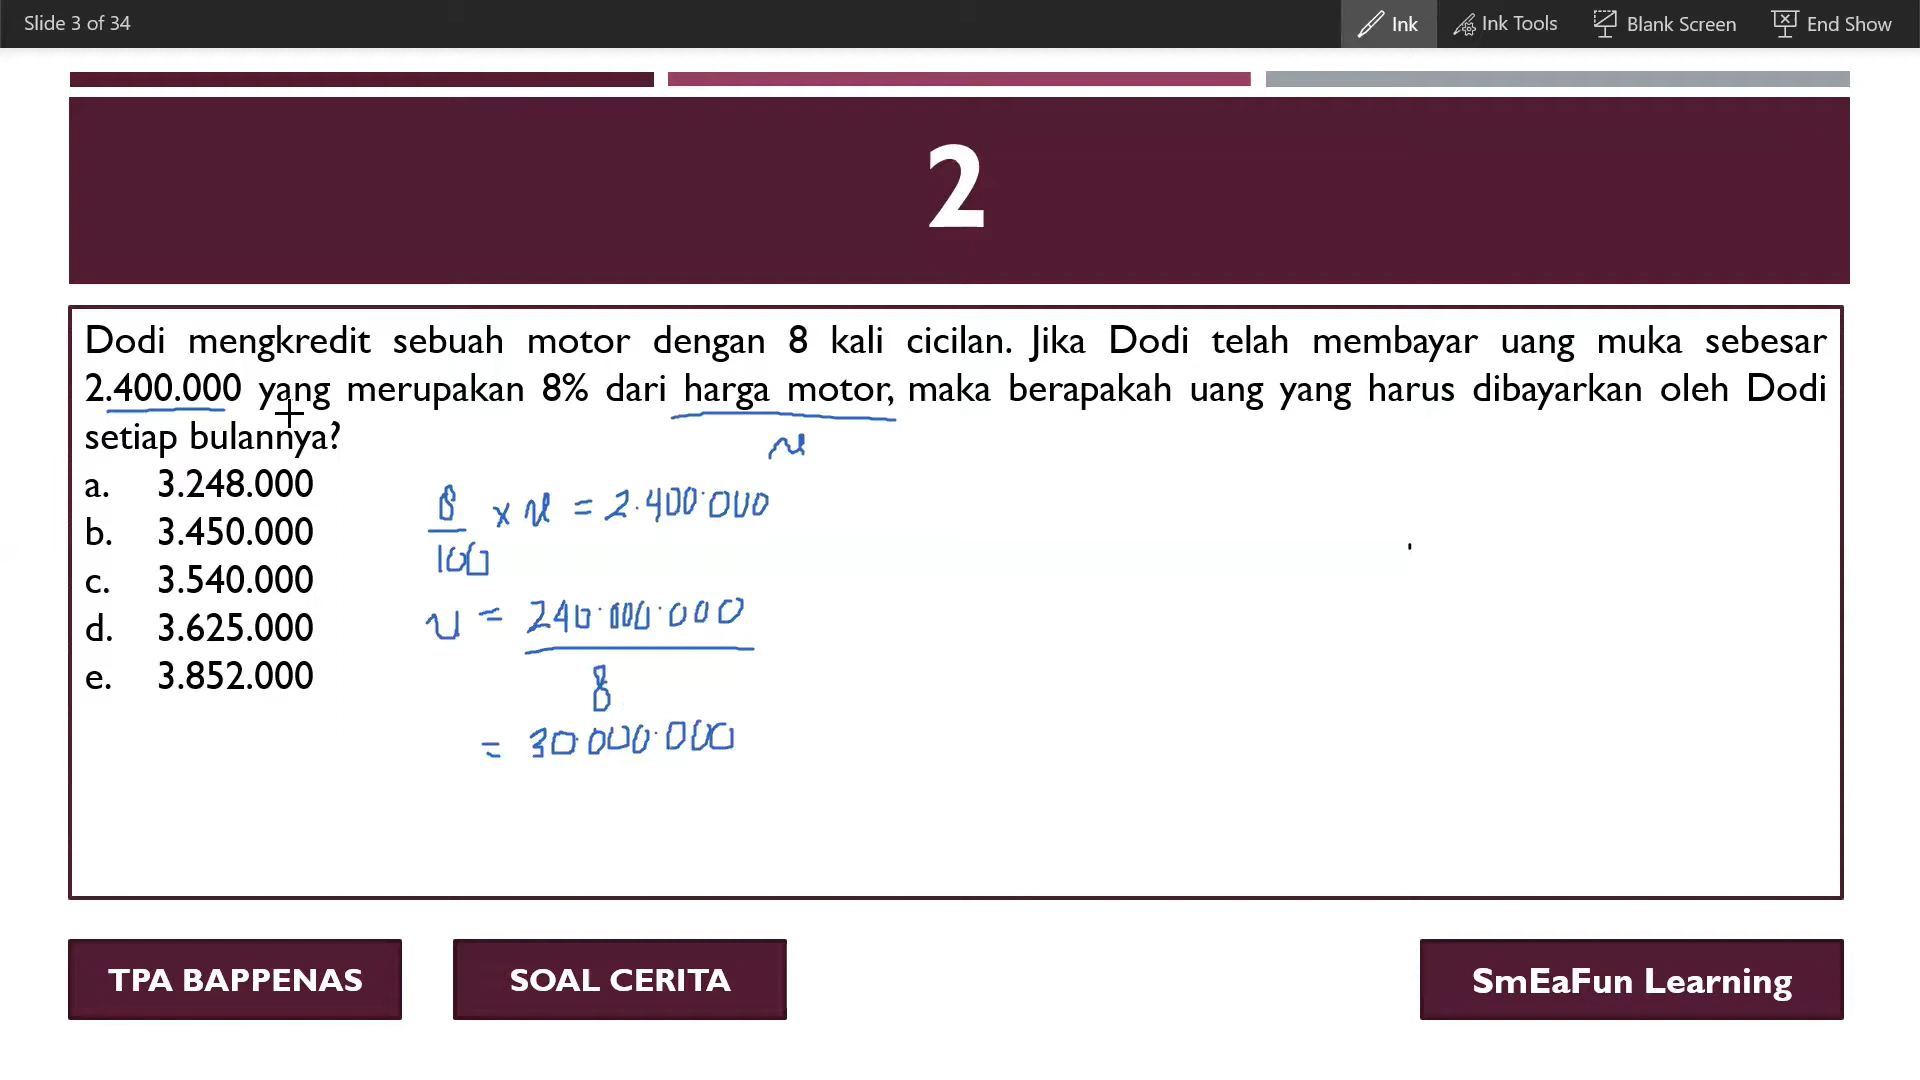 Slide 3 of 34
Ink
Ink Tools
Blank Screen
End Show
2
Dodi mengkredit sebuah motor dengan 8 kali cicilan. Jika Dodi telah membayar uang muka sebesar
2.400.000 yang merupakan 8% dari harga motor, maka berapakah uang yang harus dibayarkan oleh Dodi
setiap bulannya?
x
a. 3.248.000
b. 3.450.000
c. 3.540.000
d. 3.625.000
e. 3.852.000
8/100 × x = 2.400.000
x = 240.000.000/8
= 30.000.000
TPA BAPPENAS
SOAL CERITA
SmEaFun Learning